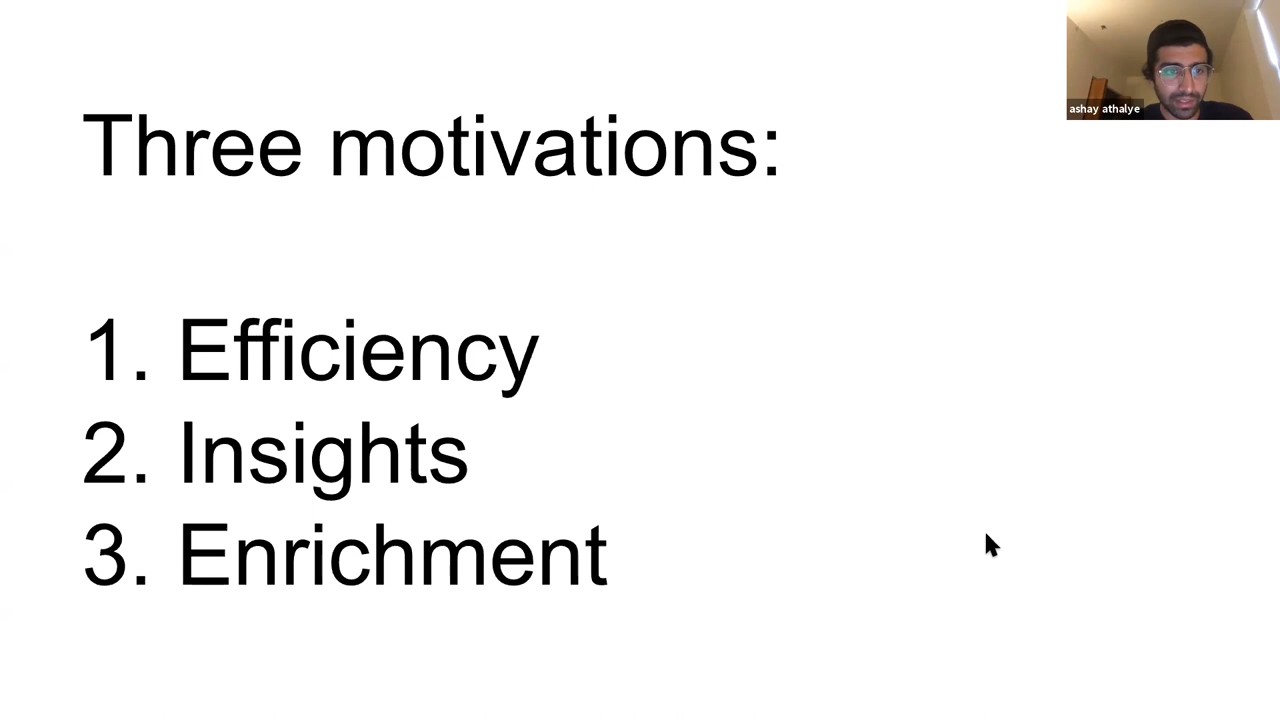 Three motivations:
1. Efficiency
2. Insights
3. Enrichment
ashay athalye